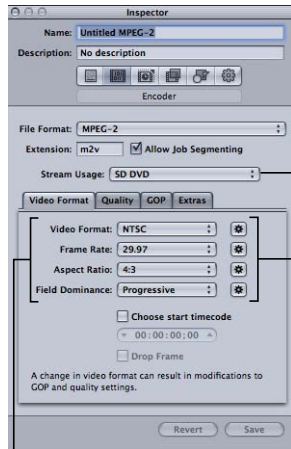 Inspector
Name: Untitled MPEG-2
Description: No description
Encoder
File Format: MPEG-2
Extension: m2v Allow Job Segmenting
Stream Usage: SD DVD
Video Format Quality GOP Extras
Video Format: NTSC
Frame Rate: 29.97
Aspect Ratio: 4:3
Field Dominance: Progressive
Choose start timecode
00:00:00;00
Drop Frame
A change in video format can result in modifications to
GOP and quality settings.
Revert Save